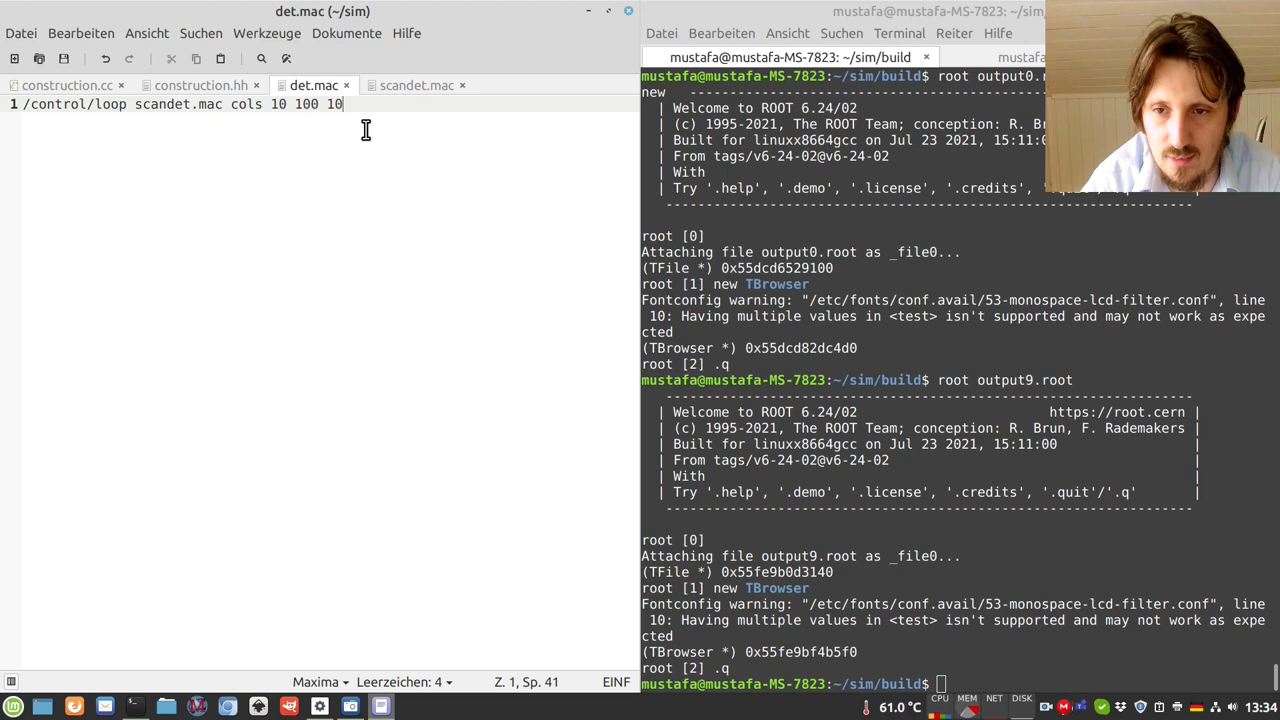 det.mac (~/sim)
Datei Bearbeiten Ansicht Suchen Werkzeuge Dokumente Hilfe
construction.cc × construction.hh × det.mac × scandet.mac ×
1 /control/loop scandet.mac cols 10 100 10
Maxima Leerzeichen: 4 Z. 1, Sp. 41 EINF
mustafa@mustafa-MS-7823: ~/sim/
Datei Bearbeiten Ansicht Suchen Terminal Reiter Hilfe
mustafa@mustafa-MS-7823: ~/sim/build ×
mustafa@mustafa-MS-7823:~/sim/build$ root output0.r
new ------------------------------------------------------------------
| Welcome to ROOT 6.24/02
| (c) 1995-2021, The ROOT Team; conception: R. B
| Built for linuxx8664gcc on Jul 23 2021, 15:11:0
| From tags/v6-24-02@v6-24-02
| With
| Try '.help', '.demo', '.license', '.credits', '
------------------------------------------------------------------
root [0]
Attaching file output0.root as _file0...
(TFile *) 0x55dcd6529100
root [1] new TBrowser
Fontconfig warning: "/etc/fonts/conf.avail/53-monospace-lcd-filter.conf", line
10: Having multiple values in <test> isn't supported and may not work as expe
cted
(TBrowser *) 0x55dcd82dc4d0
root [2] .q
mustafa@mustafa-MS-7823:~/sim/build$ root output9.root
------------------------------------------------------------------
| Welcome to ROOT 6.24/02 https://root.cern |
| (c) 1995-2021, The ROOT Team; conception: R. Brun, F. Rademakers |
| Built for linuxx8664gcc on Jul 23 2021, 15:11:00 |
| From tags/v6-24-02@v6-24-02 |
| With |
| Try '.help', '.demo', '.license', '.credits', '.quit'/'.q' |
------------------------------------------------------------------
root [0]
Attaching file output9.root as _file0...
(TFile *) 0x55fe9b0d3140
root [1] new TBrowser
Fontconfig warning: "/etc/fonts/conf.avail/53-monospace-lcd-filter.conf", line
10: Having multiple values in <test> isn't supported and may not work as expe
cted
(TBrowser *) 0x55fe9bf4b5f0
root [2] .q
mustafa@mustafa-MS-7823:~/sim/build$
CPU MEM NET DISK 61.0°C 13:34